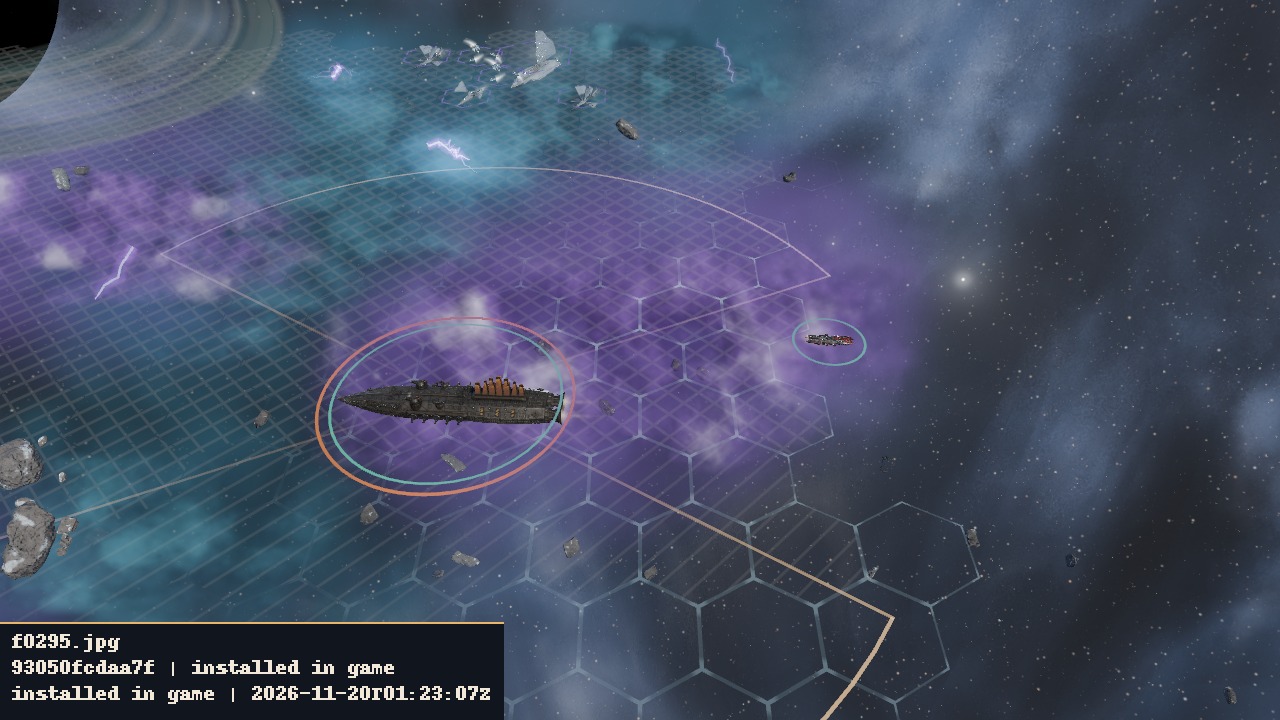 f0295.jpg
93050fcdaa7f | installed in game
installed in game | 2026-11-20T01:23:07Z